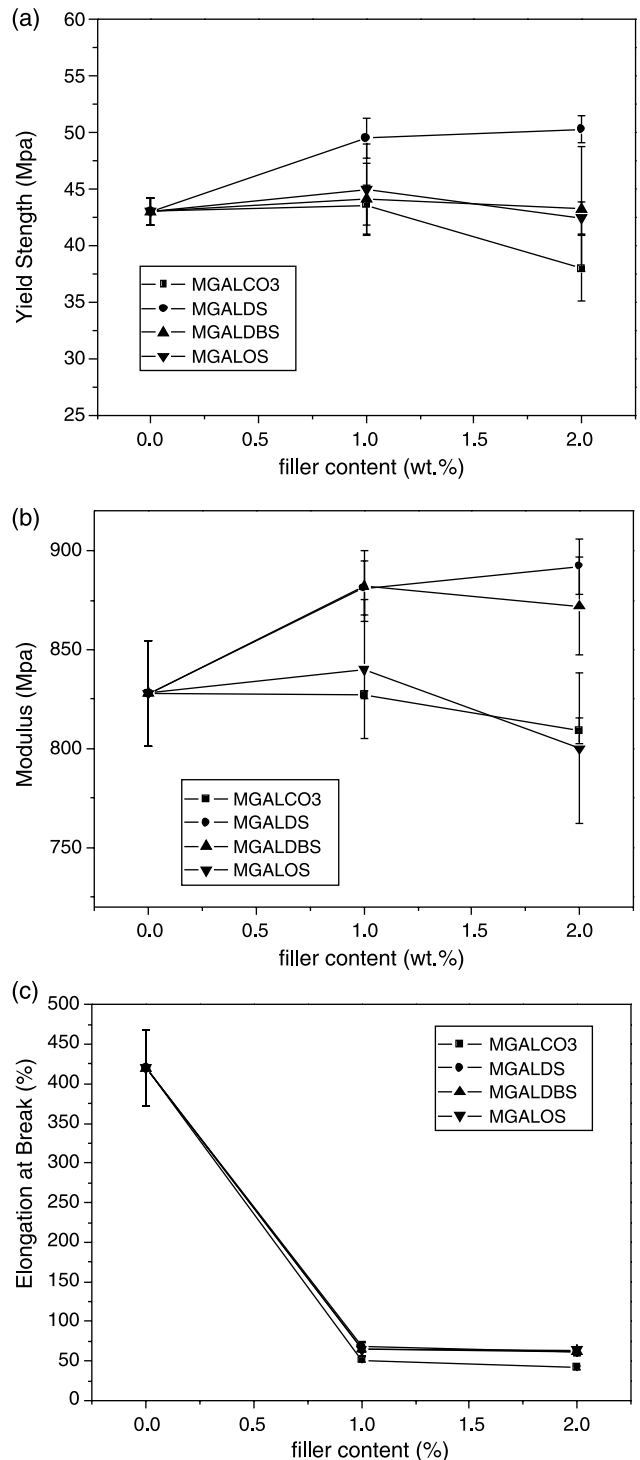 (a)
60
55
50
45
40
35
30
25
Yield Stength (Mpa)
MGALCO3
MGALDS
MGALDBS
MGALOS
0.0 0.5 1.0 1.5 2.0
filler content (wt.%)
(b)
900
850
800
750
Modulus (Mpa)
MGALCO3
MGALDS
MGALDBS
MGALOS
0.0 0.5 1.0 1.5 2.0
filler content (wt.%)
(c)
500
450
400
350
300
250
200
150
100
50
0
Elongation at Break (%)
MGALCO3
MGALDS
MGALDBS
MGALOS
0.0 0.5 1.0 1.5 2.0
filler content (%)